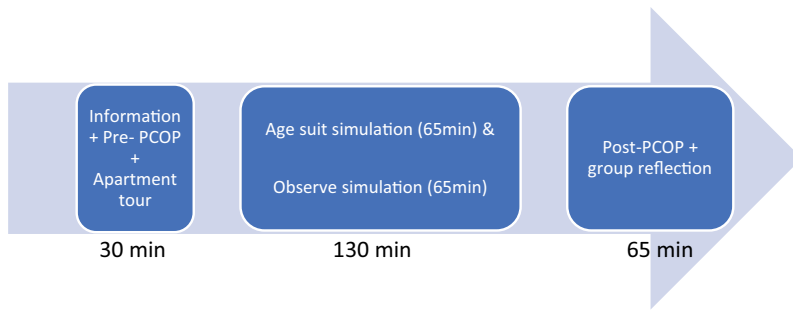 Information
+ Pre- PCOP
+
Apartment
tour
30 min
Age suit simulation (65min) &
Observe simulation (65min)
130 min
Post-PCOP +
group reflection
65 min